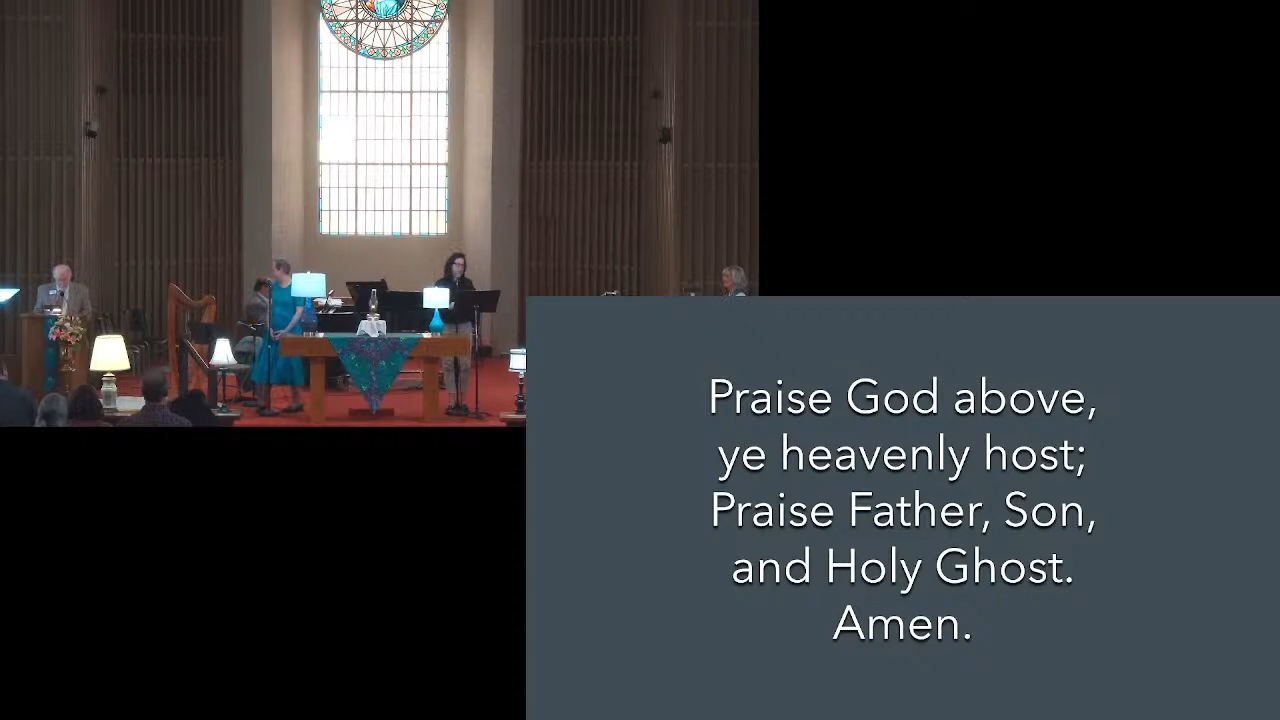 Praise God above,
ye heavenly host;
Praise Father, Son,
and Holy Ghost.
Amen.